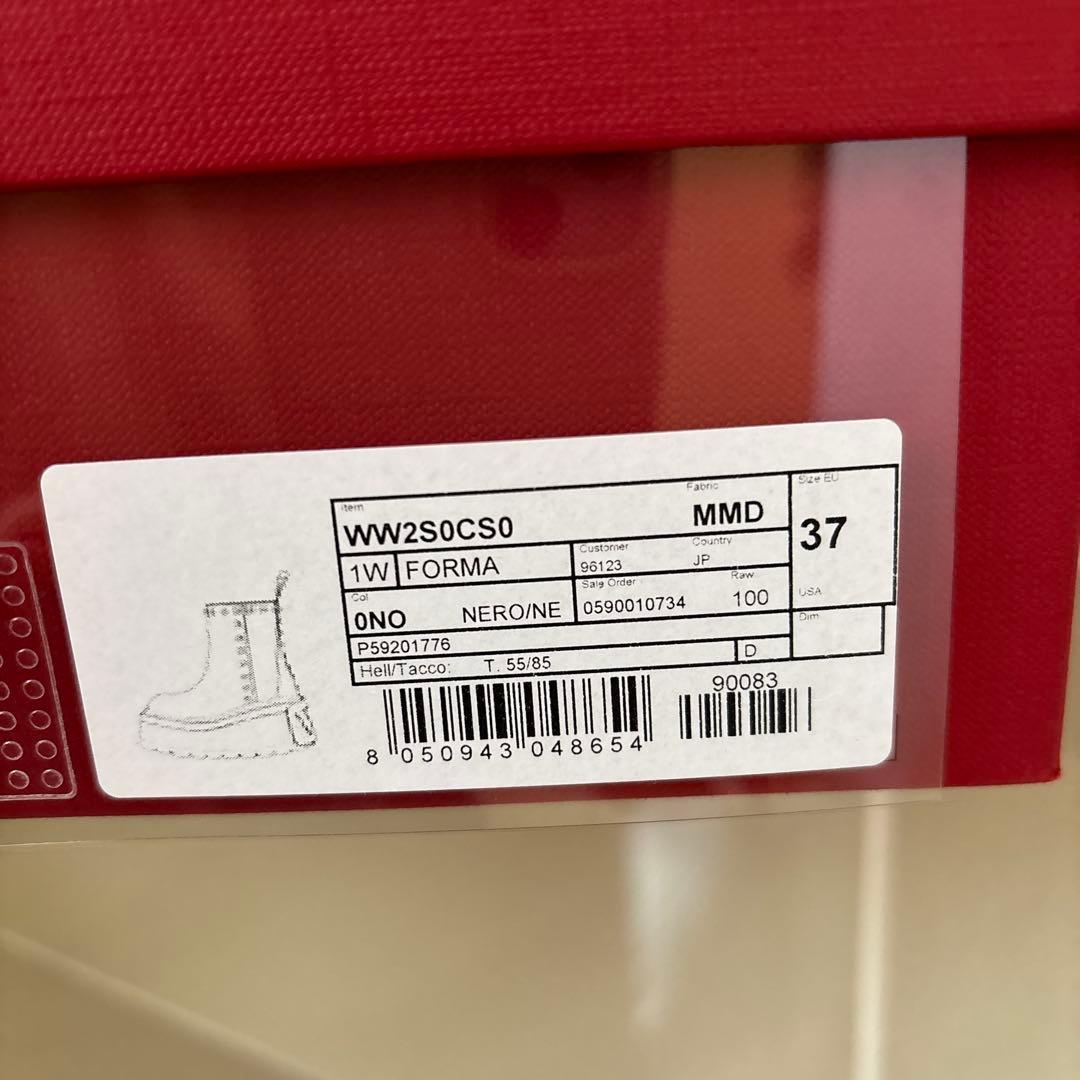 Item
Fabric
WW2S0CS0 MMD
Size EU
37
1W FORMA
Customer
96123
Country
JP
Col
0NO NERO/NE
Sale Order
0590010734
Raw
100
USA
P59201776
Dim
Hell/Tacco: T. 55/85
D
8 050943 048654
90083